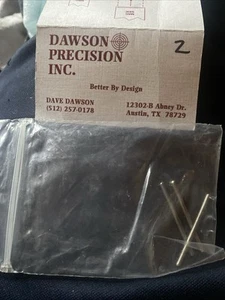 DAWSON
PRECISION
INC.
2
Better By Design
DAVE DAWSON
(512) 257-0178
12302-B Abney Dr.
Austin, TX 78729